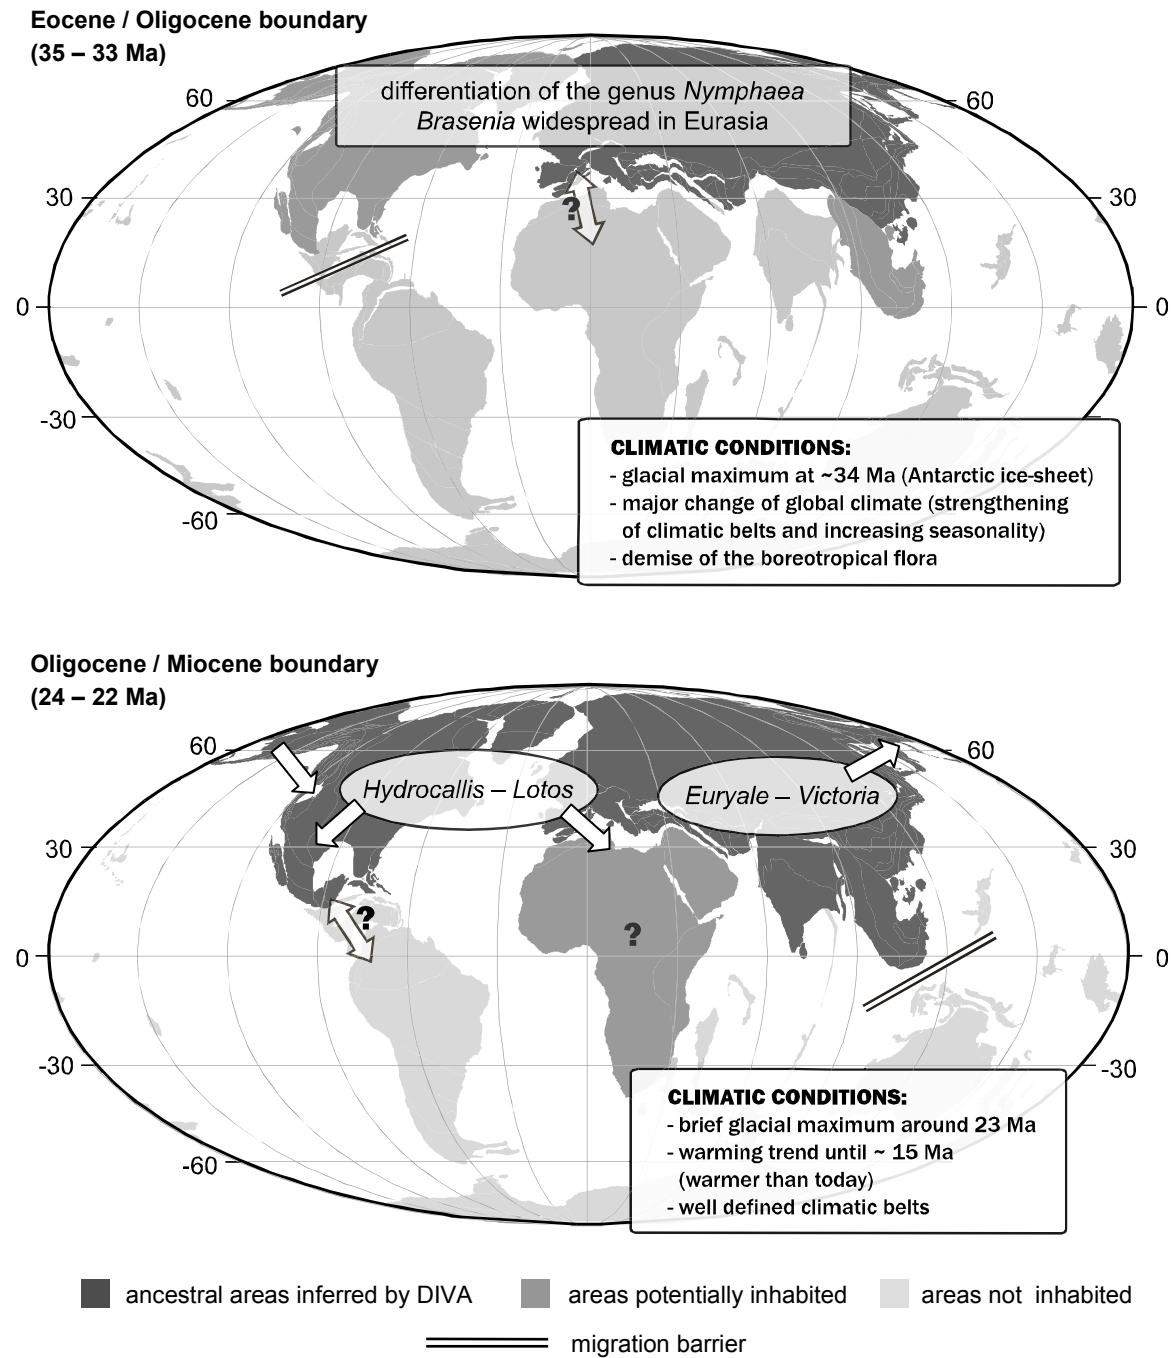 Eocene / Oligocene boundary
(35 – 33 Ma)
differentiation of the genus Nymphaea
Brasenia widespread in Eurasia
60
60
30
30
?
0
0
-30
CLIMATIC CONDITIONS:
- glacial maximum at ~34 Ma (Antarctic ice-sheet)
- major change of global climate (strengthening
of climatic belts and increasing seasonality)
- demise of the boreotropical flora
-60
Oligocene / Miocene boundary
(24 – 22 Ma)
60
60
Hydrocallis – Lotos
Euryale – Victoria
30
30
?
?
0
0
-30
-30
CLIMATIC CONDITIONS:
- brief glacial maximum around 23 Ma
- warming trend until ~ 15 Ma
(warmer than today)
- well defined climatic belts
-60
ancestral areas inferred by DIVA
areas potentially inhabited
areas not inhabited
migration barrier